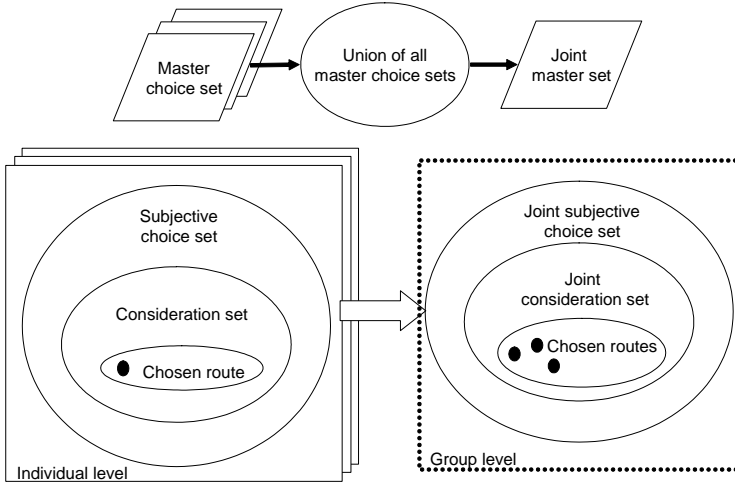 Master
choice set
Union of all
master choice sets
Joint
master set
Subjective
choice set
Consideration set
Chosen route
Individual level
Joint subjective
choice set
Joint
consideration set
Chosen routes
Group level